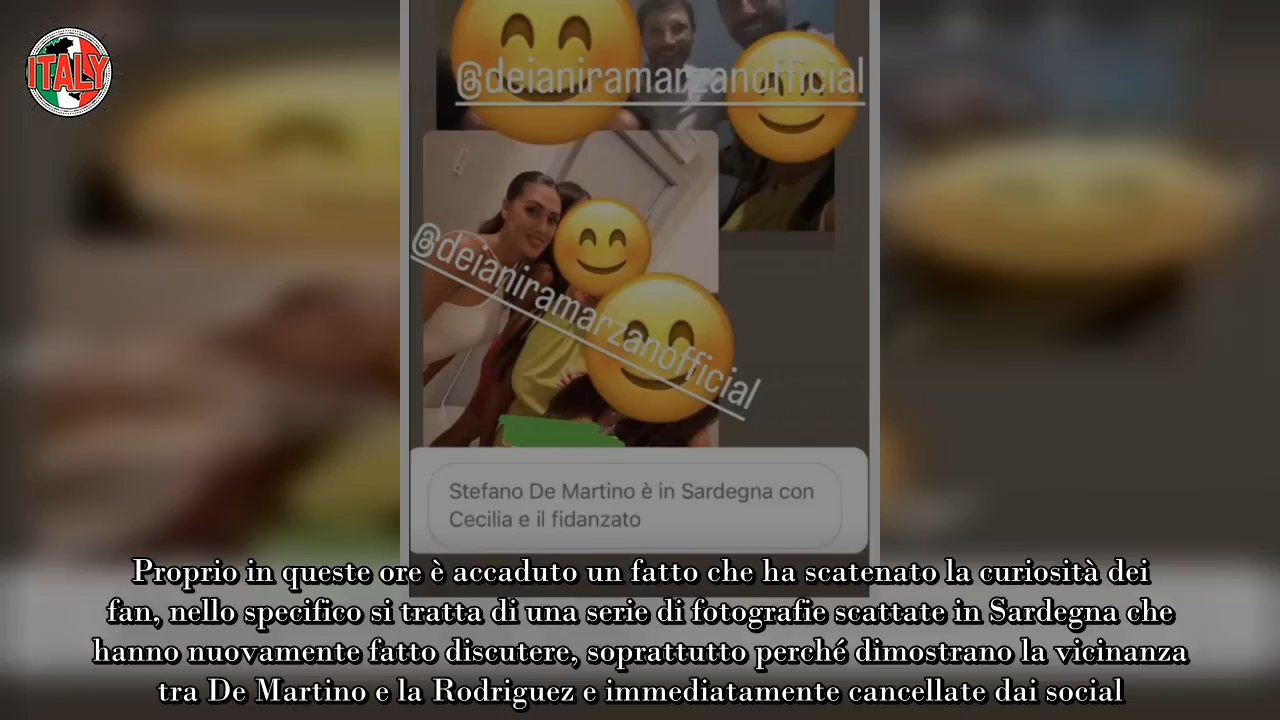 ITALY
@deianiramarzanofficial
@deianiramarzanofficial
Stefano De Martino è in Sardegna con
Cecilia e il fidanzato
Proprio in queste ore è accaduto un fatto che ha scatenato la curiosità dei
fan, nello specifico si tratta di una serie di fotografie scattate in Sardegna che
hanno nuovamente fatto discutere, soprattutto perché dimostrano la vicinanza
tra De Martino e la Rodriguez e immediatamente cancellate dai social